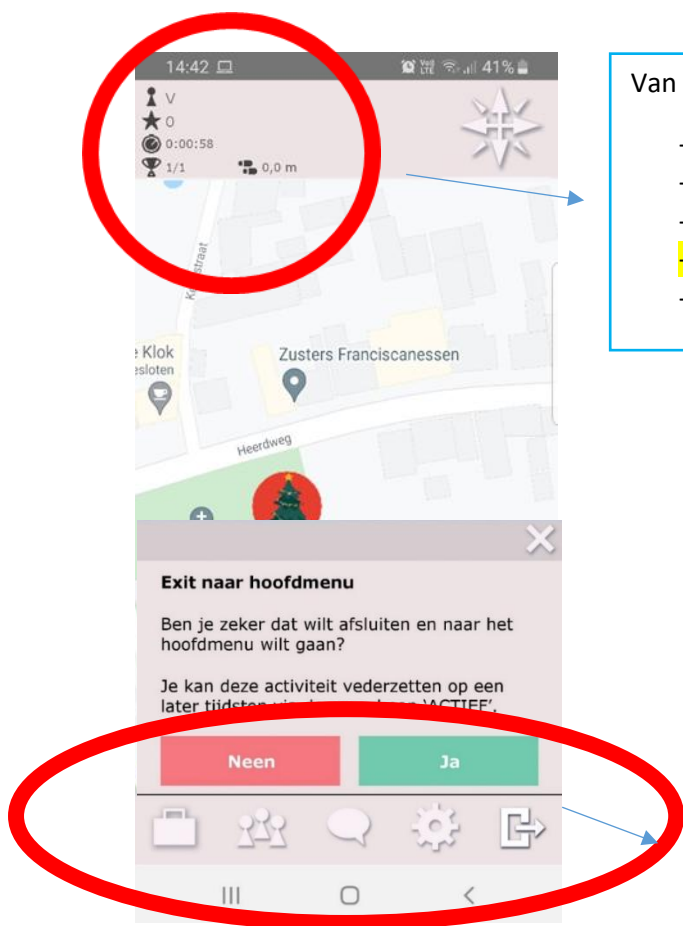 14:42 41%
V
0
0:00:58
1/1 0,0 m
Van
-
-
-
-
-
Klok
esloten
Zusters Franciscanessen
Heerdweg
Exit naar hoofdmenu
Ben je zeker dat wilt afsluiten en naar het
hoofdmenu wilt gaan?
Je kan deze activiteit vederzetten op een
later tijdstip 'ACTIEF'.
Neen Ja